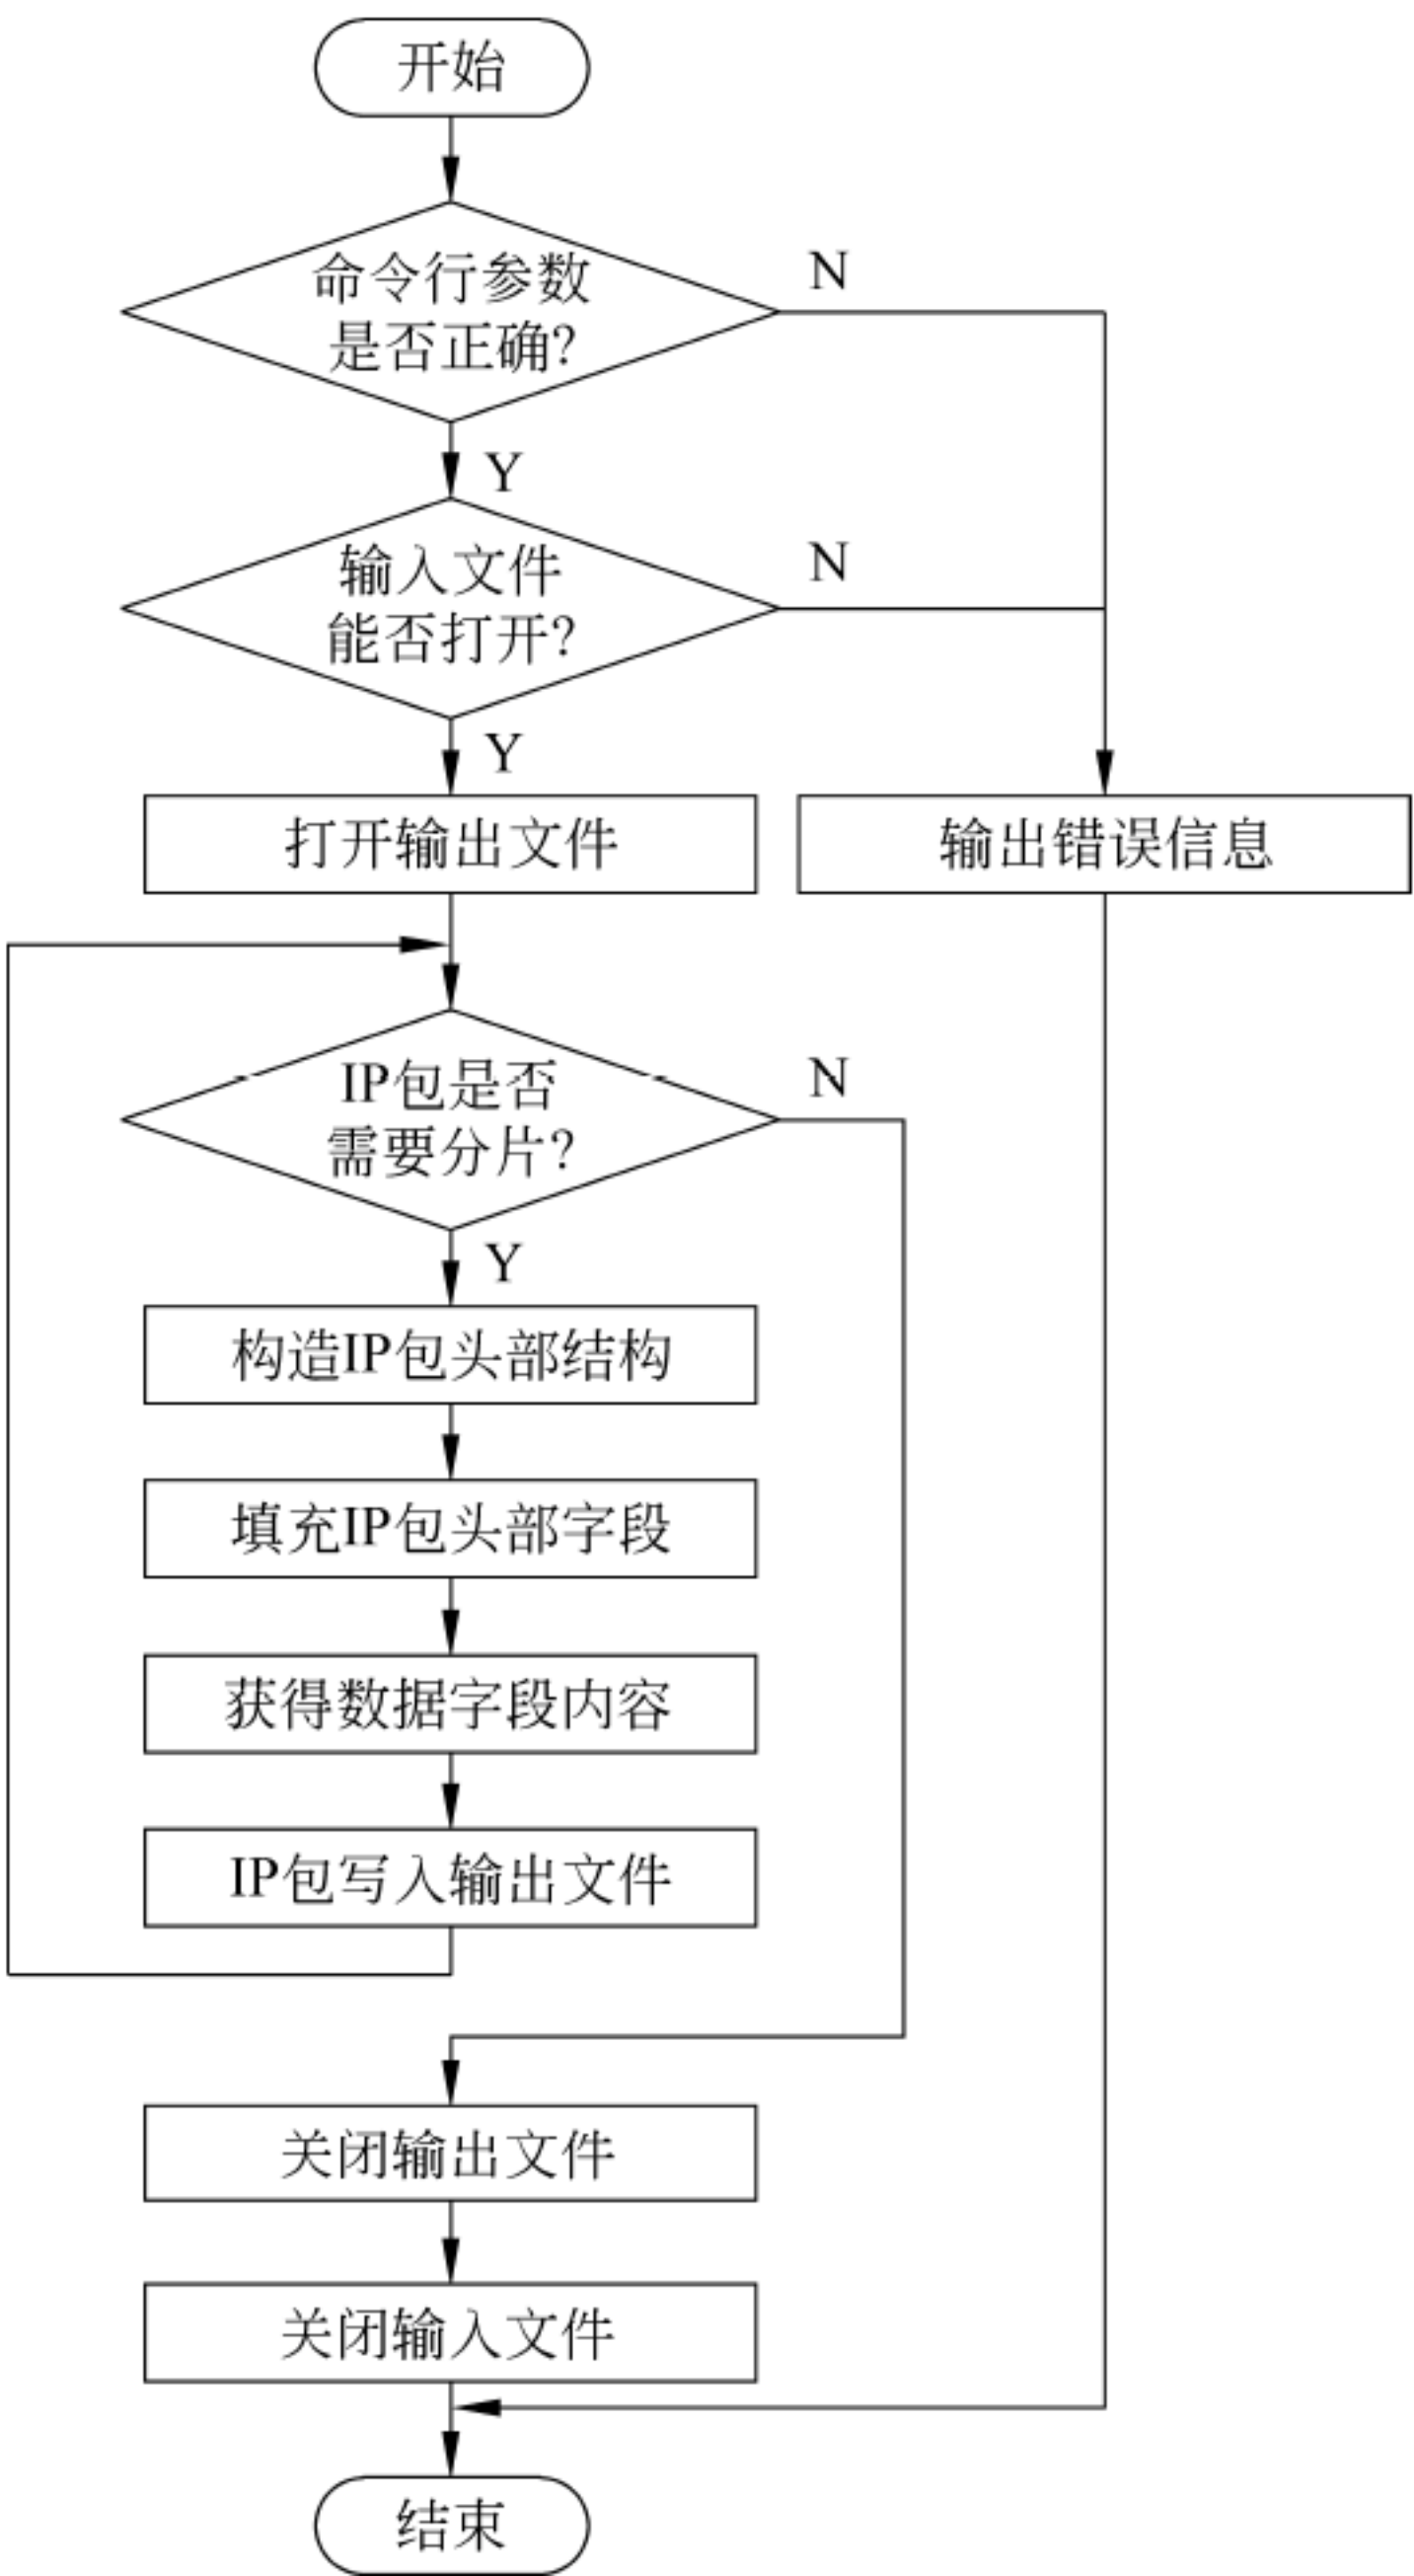 开始
命令行参数
是否正确?
N
Y
输入文件
能否打开?
N
Y
打开输出文件
输出错误信息
IP包是否
需要分片?
N
Y
构造IP包头部结构
填充IP包头部字段
获得数据字段内容
IP包写入输出文件
关闭输出文件
关闭输入文件
结束